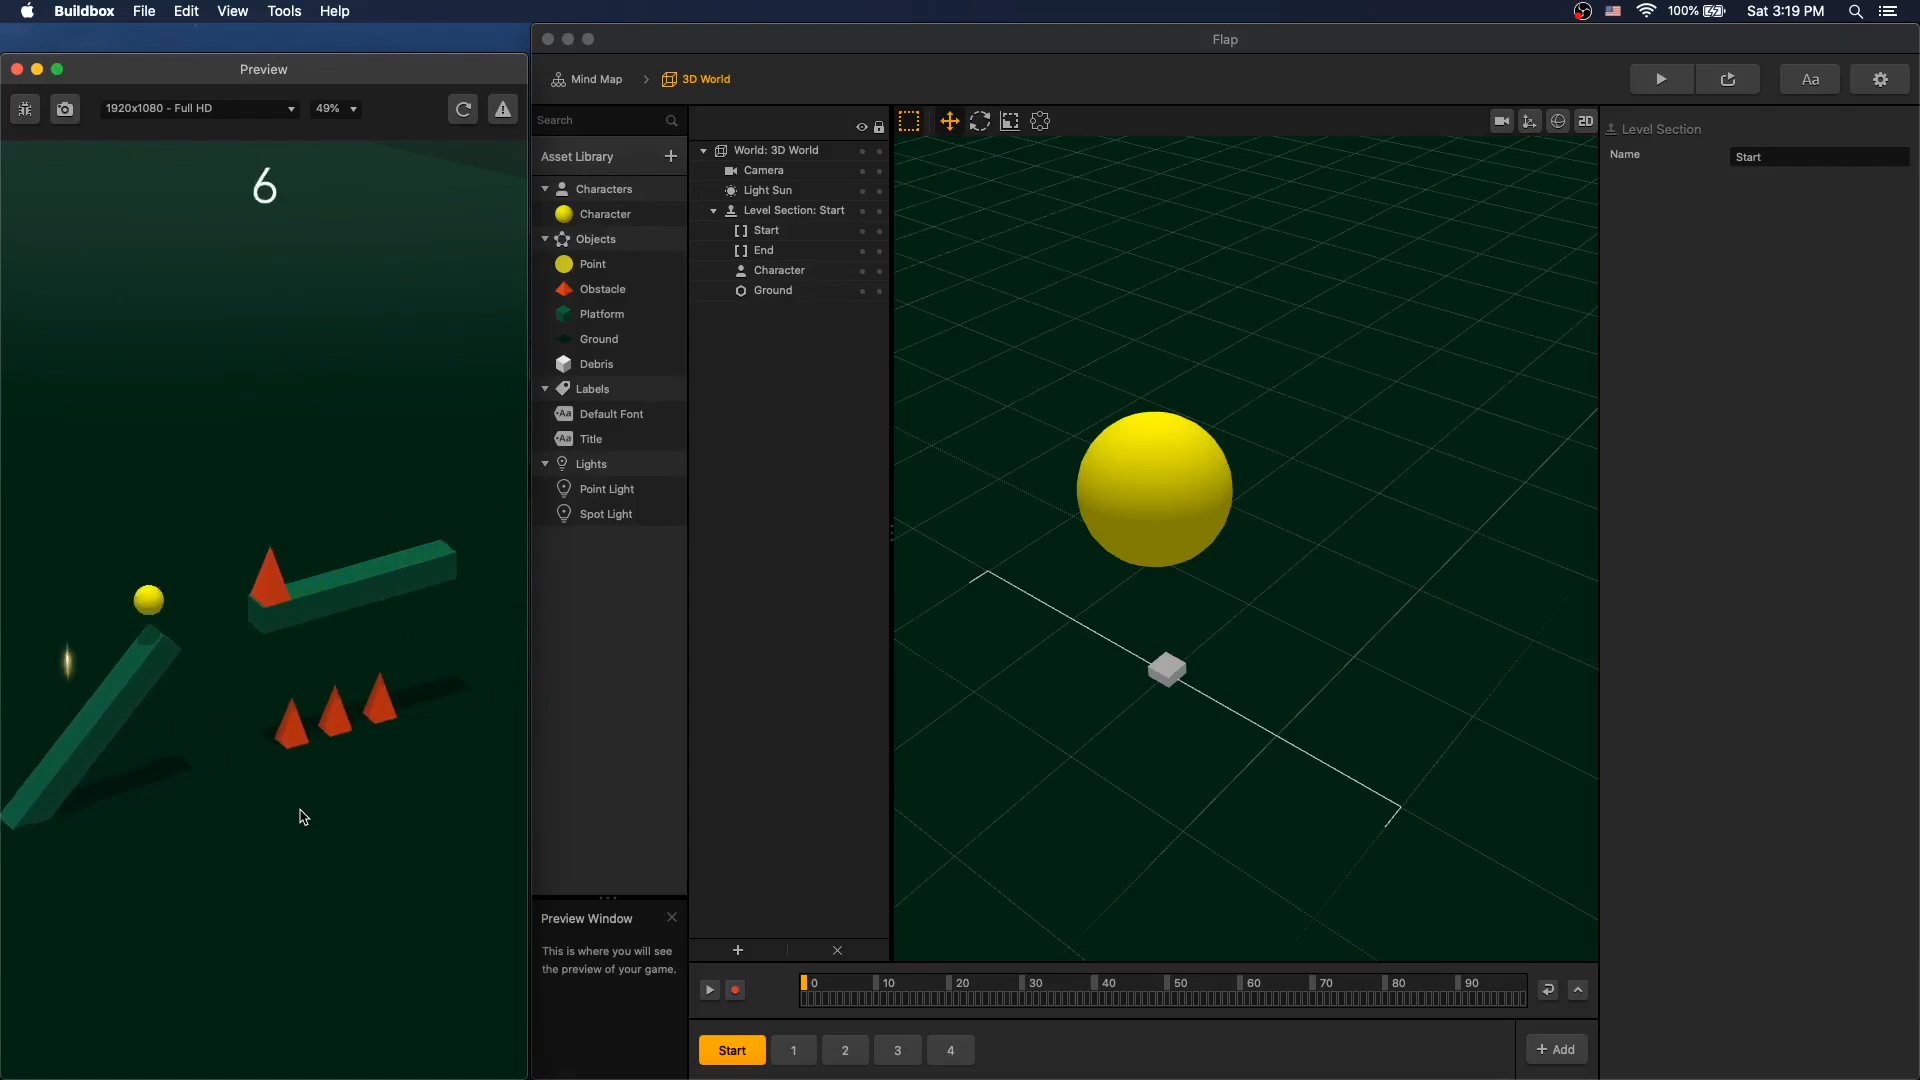 Buildbox File Edit View Tools Help
100% Sat 3:19 PM
Preview
Flap
1920x1080 - Full HD 49%
Mind Map 3D World
Aa
Search
2D
Asset Library
Level Section
Name Start
6
Characters
Character
Objects
Point
Obstacle
Platform
Ground
Debris
Labels
Aa Default Font
Aa Title
Lights
Point Light
Spot Light
World: 3D World
Camera
Light Sun
Level Section: Start
Start
End
Character
Ground
Preview Window
This is where you will see
the preview of your game.
0 10 20 30 40 50 60 70 80 90
Start 1 2 3 4 + Add